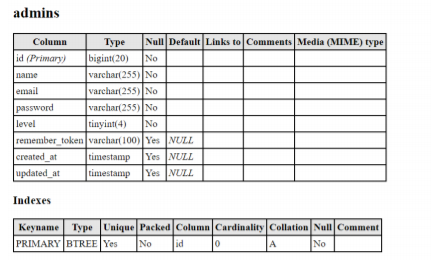 admins
Column Type Null Default Links to Comments Media (MIME) type
id (Primary) bigint(20) No
name varchar(255) No
email varchar(255) No
password varchar(255) No
level tinyint(4) No
remember_token varchar(100) Yes NULL
created_at timestamp Yes NULL
updated_at timestamp Yes NULL
Indexes
Keyname Type Unique Packed Column Cardinality Collation Null Comment
PRIMARY BTREE Yes No id 0 A No